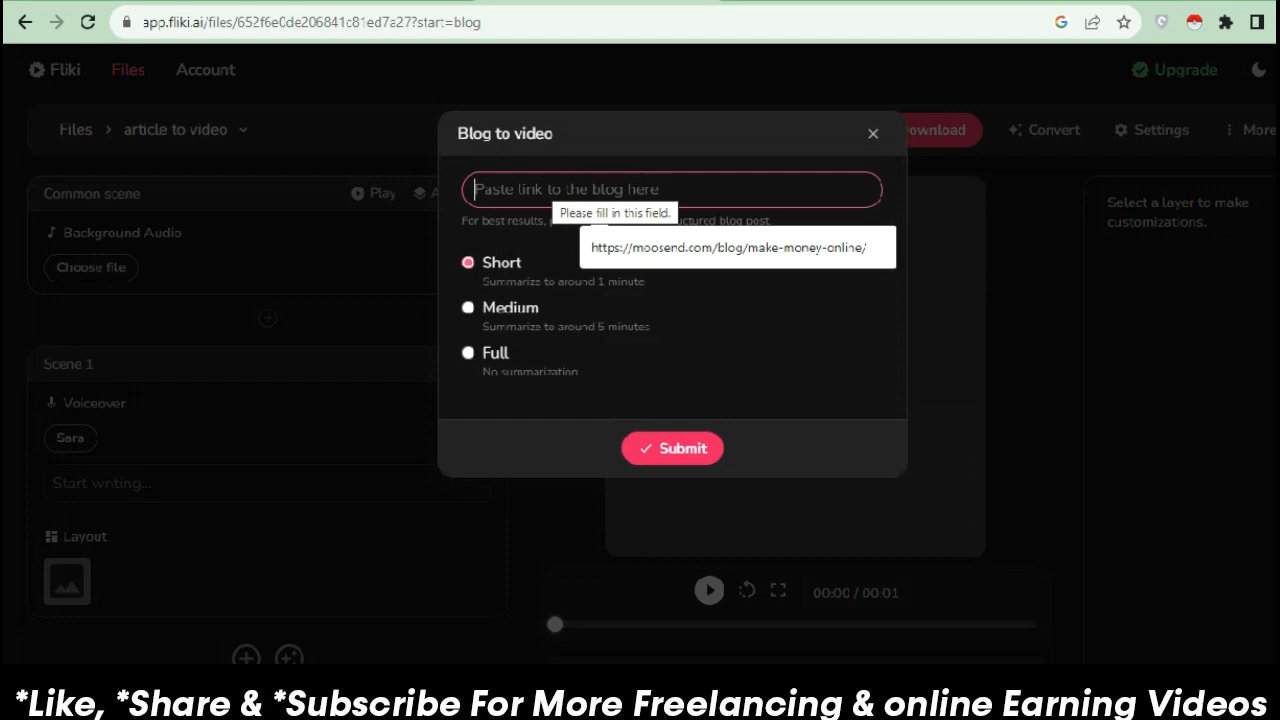 app.fliki.ai/files/652f6e0de206841c81ed7a27?start=blog
Fliki Files Account Upgrade
Files > article to video ownload Convert Settings More
Blog to video
Common scene Play A
Background Audio
Choose file
Scene 1
Voiceover
Sara
Start writing...
Layout
Paste link to the blog here
Please fill in this field.
For best results, p uctured blog post.
https://moosend.com/blog/make-money-online/
Short
Summarize to around 1 minute
Medium
Summarize to around 5 minutes
Full
No summarization
Submit
Select a layer to make
customizations.
00:00 / 00:01
*Like, *Share & *Subscribe For More Freelancing & online Earning Videos